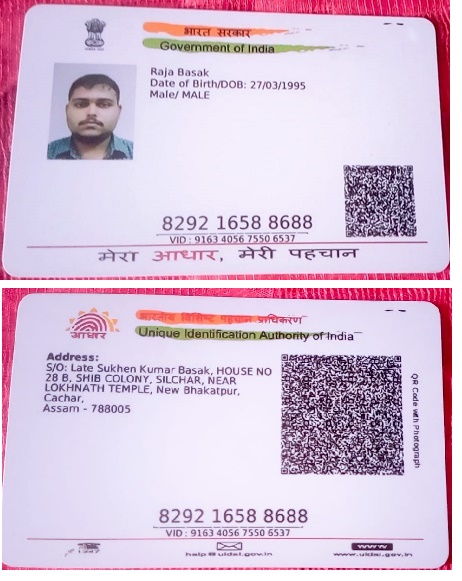 भारत सरकार
Government of India
Raja Basak
Date of Birth/DOB: 27/03/1995
Male/ MALE
8292 1658 8688
VID : 9163 4056 7550 6537
मेरा आधार, मेरी पहचान
भारतीय विशिष्ट पहचान प्राधिकरण
आधार
Unique Identification Authority of India
Address:
S/O: Late Sukhen Kumar Basak, HOUSE NO
28 B, SHIB COLONY, SILCHAR, NEAR
LOKHNATH TEMPLE, New Bhakatpur,
Cachar,
Assam - 788005
QR Code with Photograph
8292 1658 8688
VID : 9163 4056 7550 6537
1947
help@uidai.gov.in
www
www.uidai.gov.in